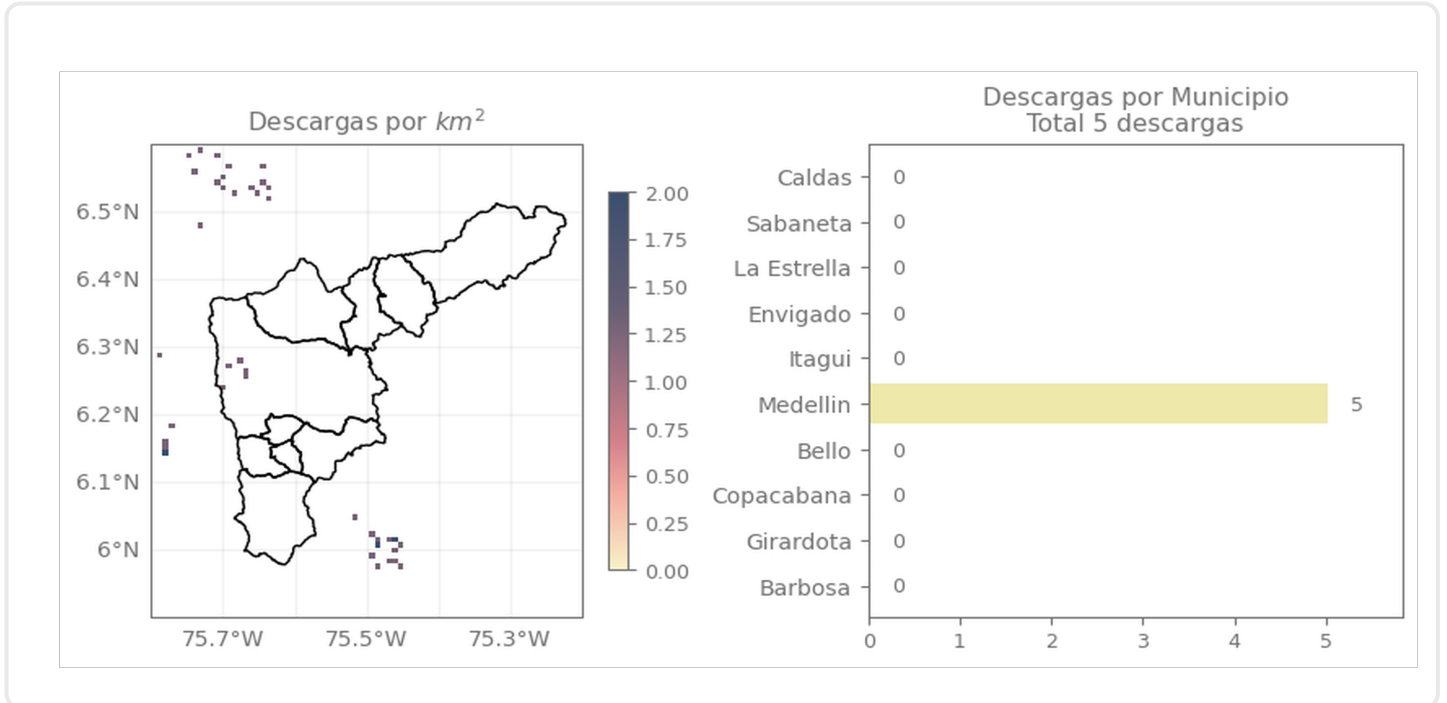 Descargas por km²
6.5°N
6.4°N
6.3°N
6.2°N
6.1°N
6°N
75.7°W 75.5°W 75.3°W
2.00
1.75
1.50
1.25
1.00
0.75
0.50
0.25
0.00
Descargas por Municipio
Total 5 descargas
Caldas 0
Sabaneta 0
La Estrella 0
Envigado 0
Itagui 0
Medellin 5
Bello 0
Copacabana 0
Girardota 0
Barbosa 0
0 1 2 3 4 5